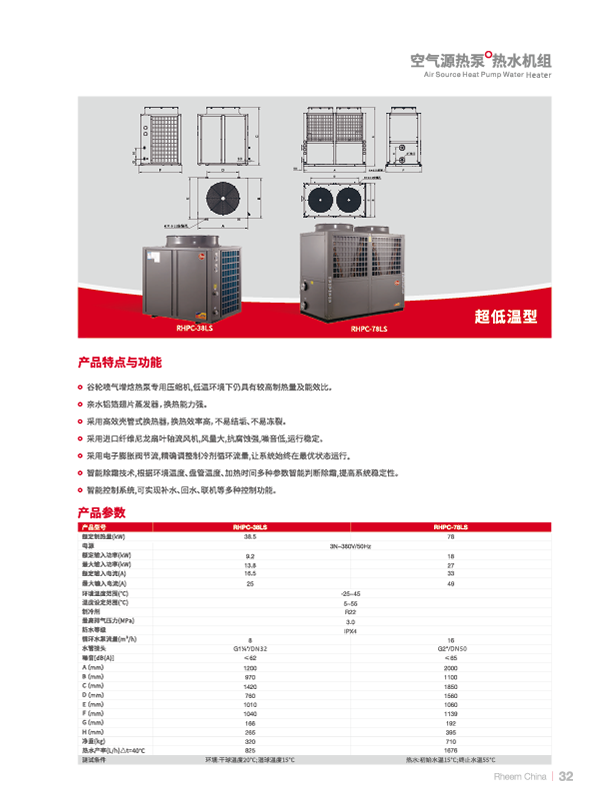 空气源热泵 热水机组
Air Source Heat Pump Water Heater
RHPC-38LS
RHPC-78LS
超低温型
产品特点与功能
谷轮喷气增焓热泵专用压缩机,低温环境下仍具有较高制热量及能效比。
亲水铝箔翅片蒸发器，换热能力强。
采用高效壳管式换热器，换热效率高，不易结垢、不易冻裂。
采用进口纤维尼龙扇叶轴流风机,风量大,抗腐蚀强,噪音低,运行稳定。
采用电子膨胀阀节流,精确调整制冷剂循环流量,让系统始终在最优状态运行。
智能除霜技术,根据环境温度、盘管温度、加热时间多种参数智能判断除霜,提高系统稳定性。
智能控制系统,可实现补水、回水、联机等多种控制功能。
产品参数
产品型号 RHPC-38LS RHPC-78LS
额定制热量(kW) 38.5 78
电源 3N~380V/50Hz
额定输入功率(kW) 9.2 18
最大输入功率(kW) 13.8 27
额定输入电流(A) 16.5 33
最大输入电流(A) 25 49
环境温度范围(℃) -25~45
温度设定范围(℃) 5~55
制冷剂 R22
最高排气压力(MPa) 3.0
防水等级 IPX4
循环水泵流量(m³/h) 8 16
水管接头 G1¼"/DN32 G2"/DN50
噪音[dB(A)] ＜62 ＜65
A (mm) 1200 2000
B (mm) 970 1100
C (mm) 1420 1850
D (mm) 760 1560
E (mm) 1010 1060
F (mm) 1040 1139
G (mm) 166 192
H (mm) 265 395
净重(kg) 320 710
热水产率(L/h)△t=40℃ 825 1676
测试条件 环境:干球温度20℃;湿球温度15℃ 热水:初始水温15℃;终止水温55℃
Rheem China | 32